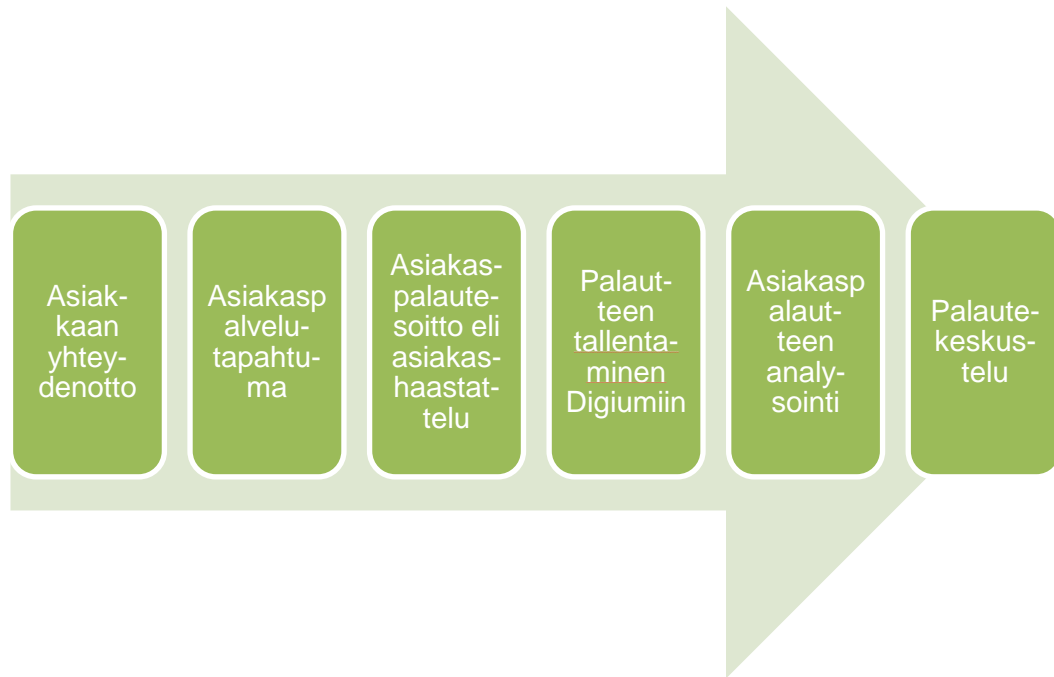 Asiak-
kaan
yhtey-
denotto
Asiakasp
alvelu-
tapahtu-
ma
Asiakas-
palaute-
soitto eli
asiakas-
haastat-
telu
Palaut-
teen
tallenta-
minen
Digiumiin
Asiakasp
alaut-
teen
analy-
sointi
Palaute-
keskus-
telu